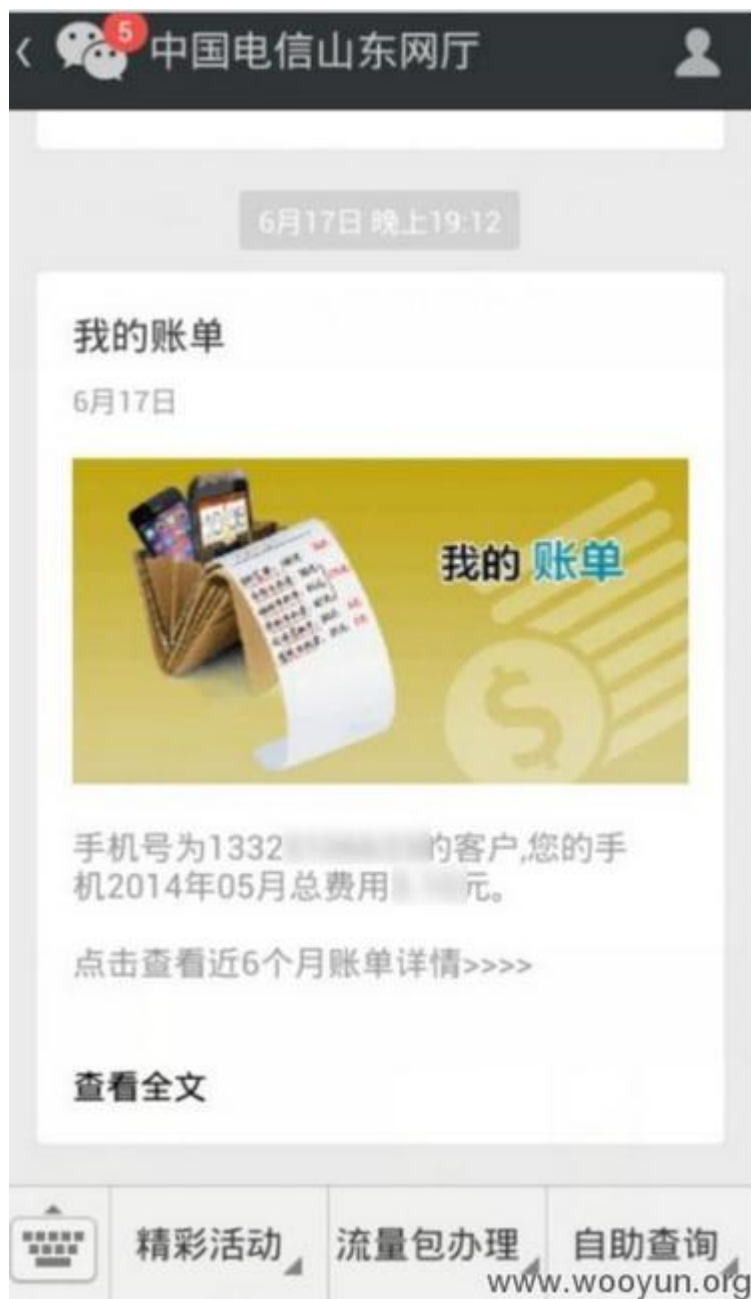 5
中国电信山东网厅
6月17日 晚上19:12
我的账单
6月17日
我的 账单
手机号为1332 的客户,您的手
机2014年05月总费用 元。
点击查看近6个月账单详情>>>>
查看全文
精彩活动 流量包办理 自助查询
www.wooyun.org